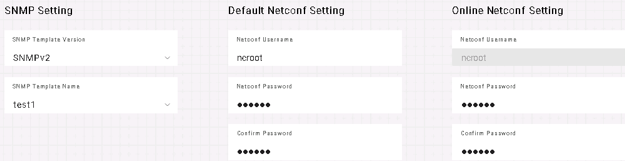 SNMP Setting
SNMP Template Version
SNMPv2
SNMP Template Name
test1
Default Netconf Setting
Netconf Username
ncroot
Netconf Password
●●●●●●
Confirm Password
●●●●●●
Online Netconf Setting
Netconf Username
ncroot
Netconf Password
●●●●●●
Confirm Password
●●●●●●